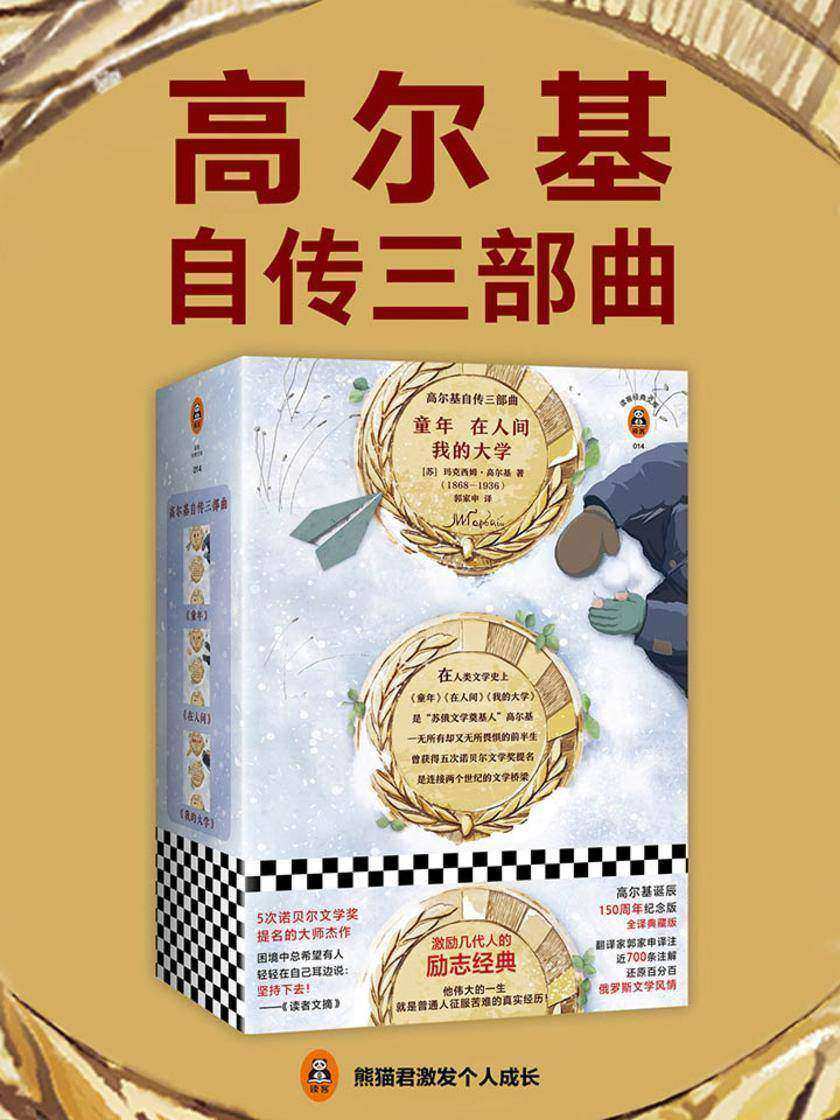 高尔基
自传三部曲
读客
014
高尔基自传三部曲
《童年》
《在人间》
《我的大学》
高尔基自传三部曲
童年 在人间
我的大学
[苏] 玛克西姆·高尔基 著
(1868—1936)
郭家申 译
读客经典文库
读客
014
在人类文学史上
《童年》《在人间》《我的大学》
是“苏俄文学奠基人”高尔基
一无所有却又无所畏惧的前半生
曾获得五次诺贝尔文学奖提名
是连接两个世纪的文学桥梁
5次诺贝尔文学奖
提名的大师杰作
困境中总希望有人
轻轻在自己耳边说:
坚持下去!
——《读者文摘》
激励几代人的
励志经典
他伟大的一生
就是普通人征服苦难的真实经历!
高尔基诞辰
150周年纪念版
全译典藏版
翻译家郭家申译注
近700条注解
还原百分百
俄罗斯文学风情
读客
熊猫君激发个人成长